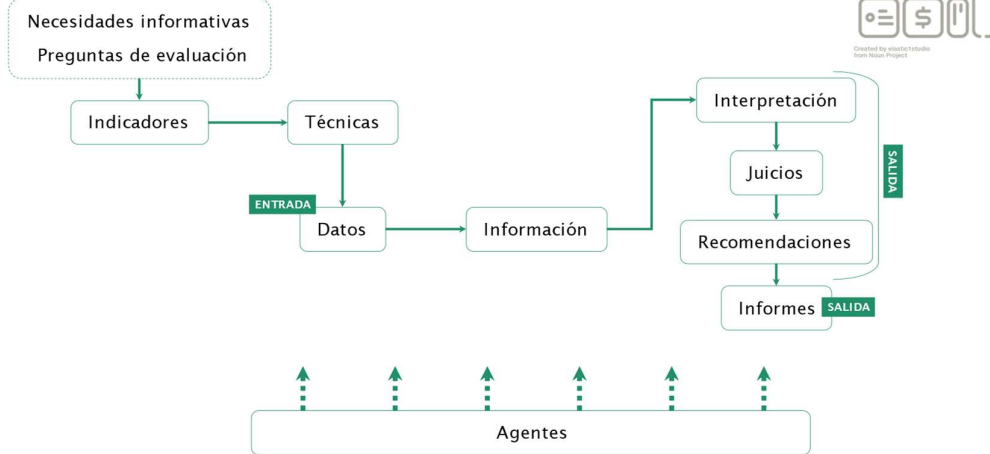 Necesidades informativas
Preguntas de evaluación
Created by elastic1studio
from Noun Project
Indicadores
Técnicas
Interpretación
SALIDA
Juicios
ENTRADA
Datos
Información
Recomendaciones
Informes
SALIDA
Agentes